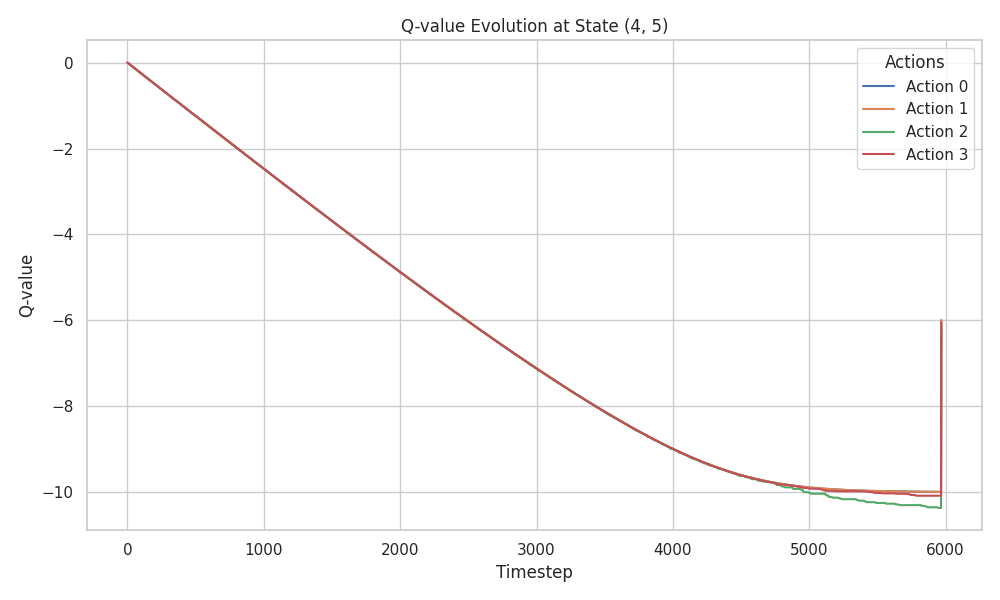 Q-value Evolution at State (4, 5)
Actions
Action 0
Action 1
Action 2
Action 3
Q-value
0
−2
−4
−6
−8
−10
0 1000 2000 3000 4000 5000 6000
Timestep